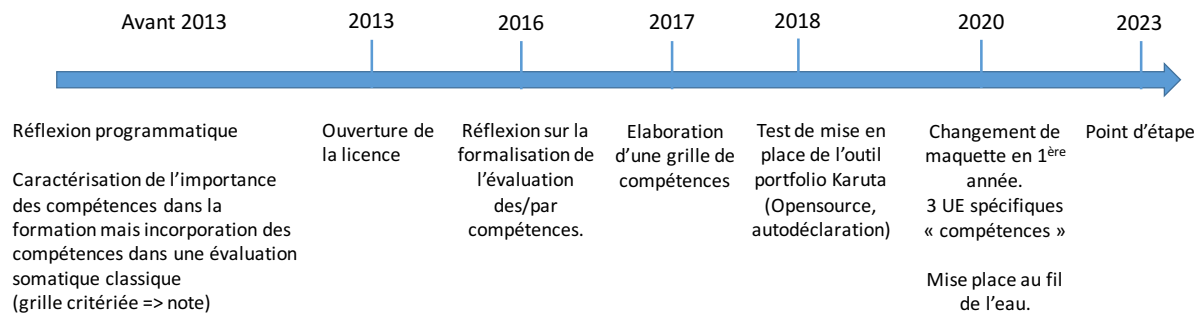 Avant 2013
2013
2016
2017
2018
2020
2023
Réflexion programmatique
Caractérisation de l’importance
des compétences dans la
formation mais incorporation des
compétences dans une évaluation
somatique classique
(grille critériée => note)
Ouverture de
la licence
Réflexion sur la
formalisation de
l’évaluation
des/par
compétences.
Elaboration
d’une grille de
compétences
Test de mise en
place de l’outil
portfolio Karuta
(Opensource,
autodéclaration)
Changement de
maquette en 1ère
année.
3 UE spécifiques
« compétences »
Mise place au fil
de l’eau.
Point d’étape